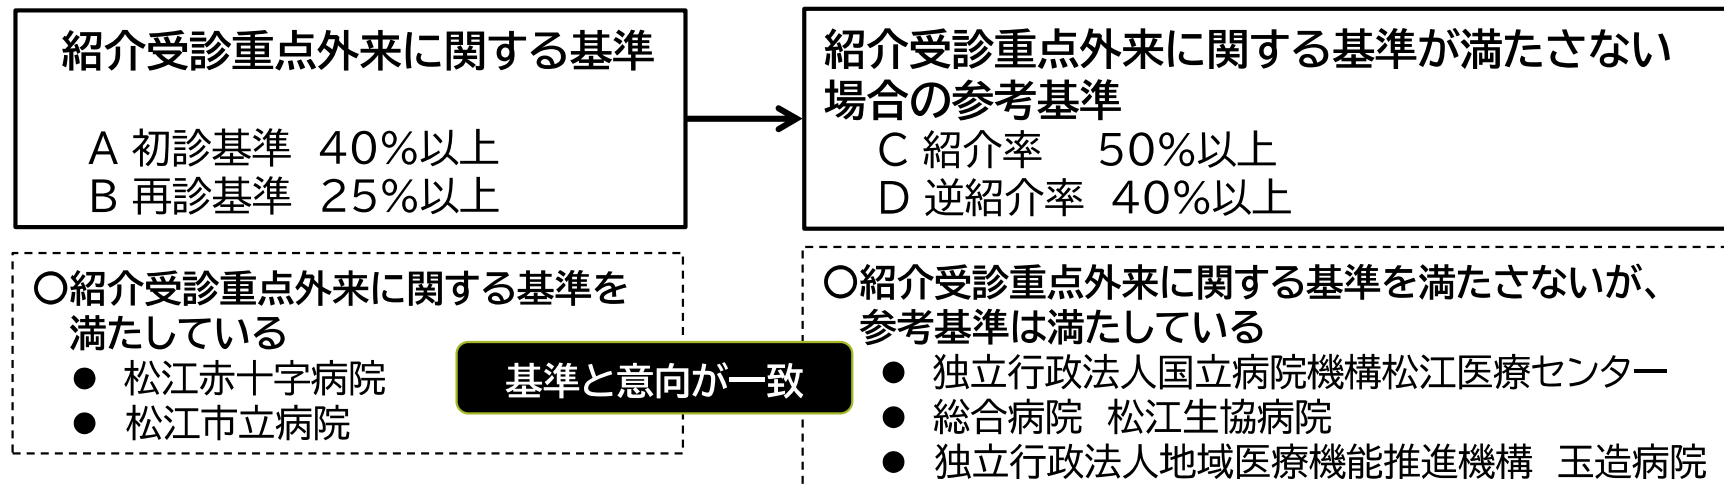 紹介受診重点外来に関する基準
A 初診基準 40%以上
B 再診基準 25%以上
紹介受診重点外来に関する基準が満たさない
場合の参考基準
C 紹介率 50%以上
D 逆紹介率 40%以上
〇紹介受診重点外来に関する基準を
満たしている
● 松江赤十字病院
● 松江市立病院
基準と意向が一致
〇紹介受診重点外来に関する基準を満たさないが、
参考基準は満たしている
● 独立行政法人国立病院機構松江医療センター
● 総合病院 松江生協病院
● 独立行政法人地域医療機能推進機構 玉造病院